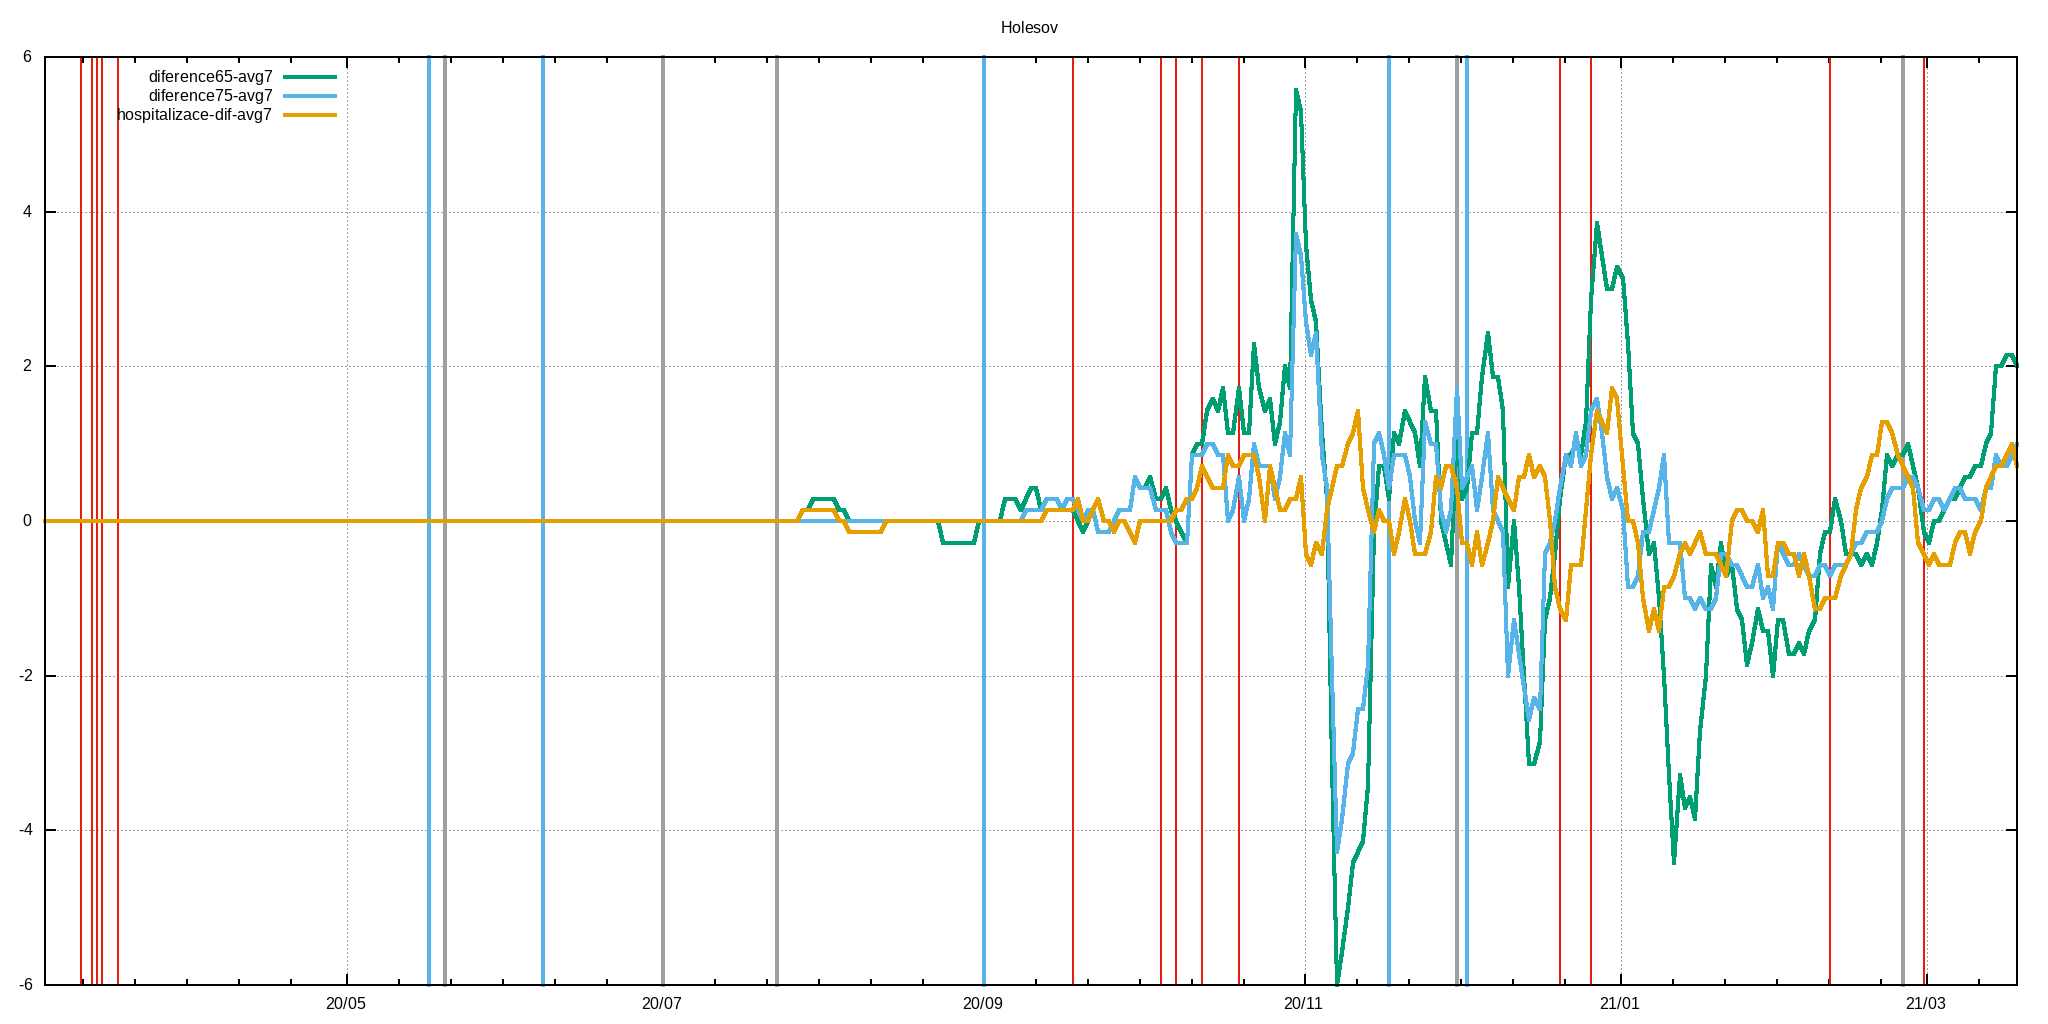 Holesov
6
diference65-avg7
diference75-avg7
hospitalizace-dif-avg7
4
2
0
-2
-4
-6
20/05 20/07 20/09 20/11 21/01 21/03